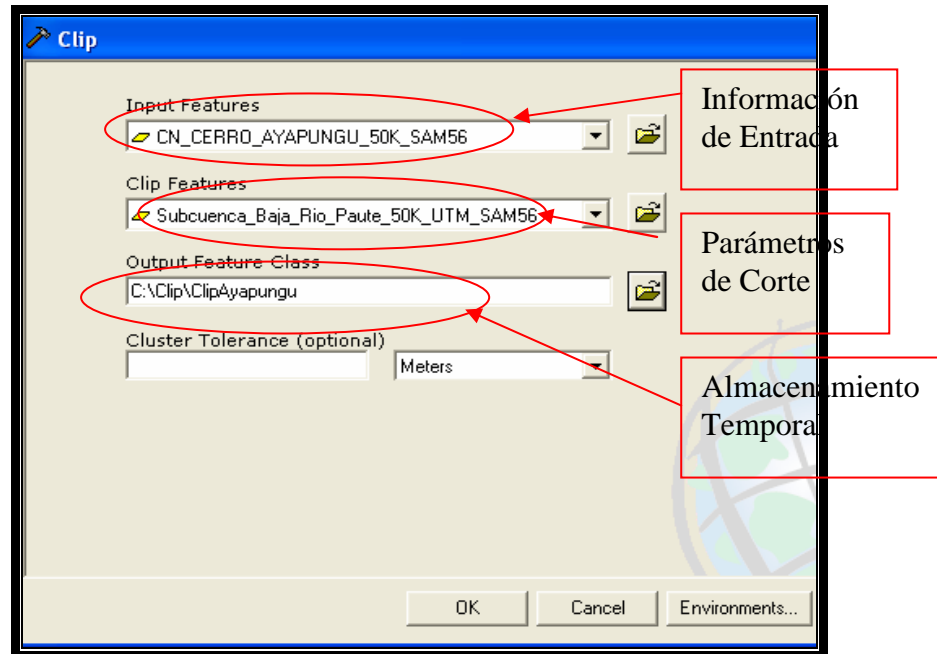 Clip
Input Features
CN_CERRO_AYAPUNGU_50K_SAM56
Información
de Entrada
Clip Features
Subcuenca_Baja_Rio_Paute_50K_UTM_SAM56
Parámetros
de Corte
Output Feature Class
C:\Clip\ClipAyapungu
Cluster Tolerance (optional)
Meters
Almacenamiento
Temporal
OK
Cancel
Environments...